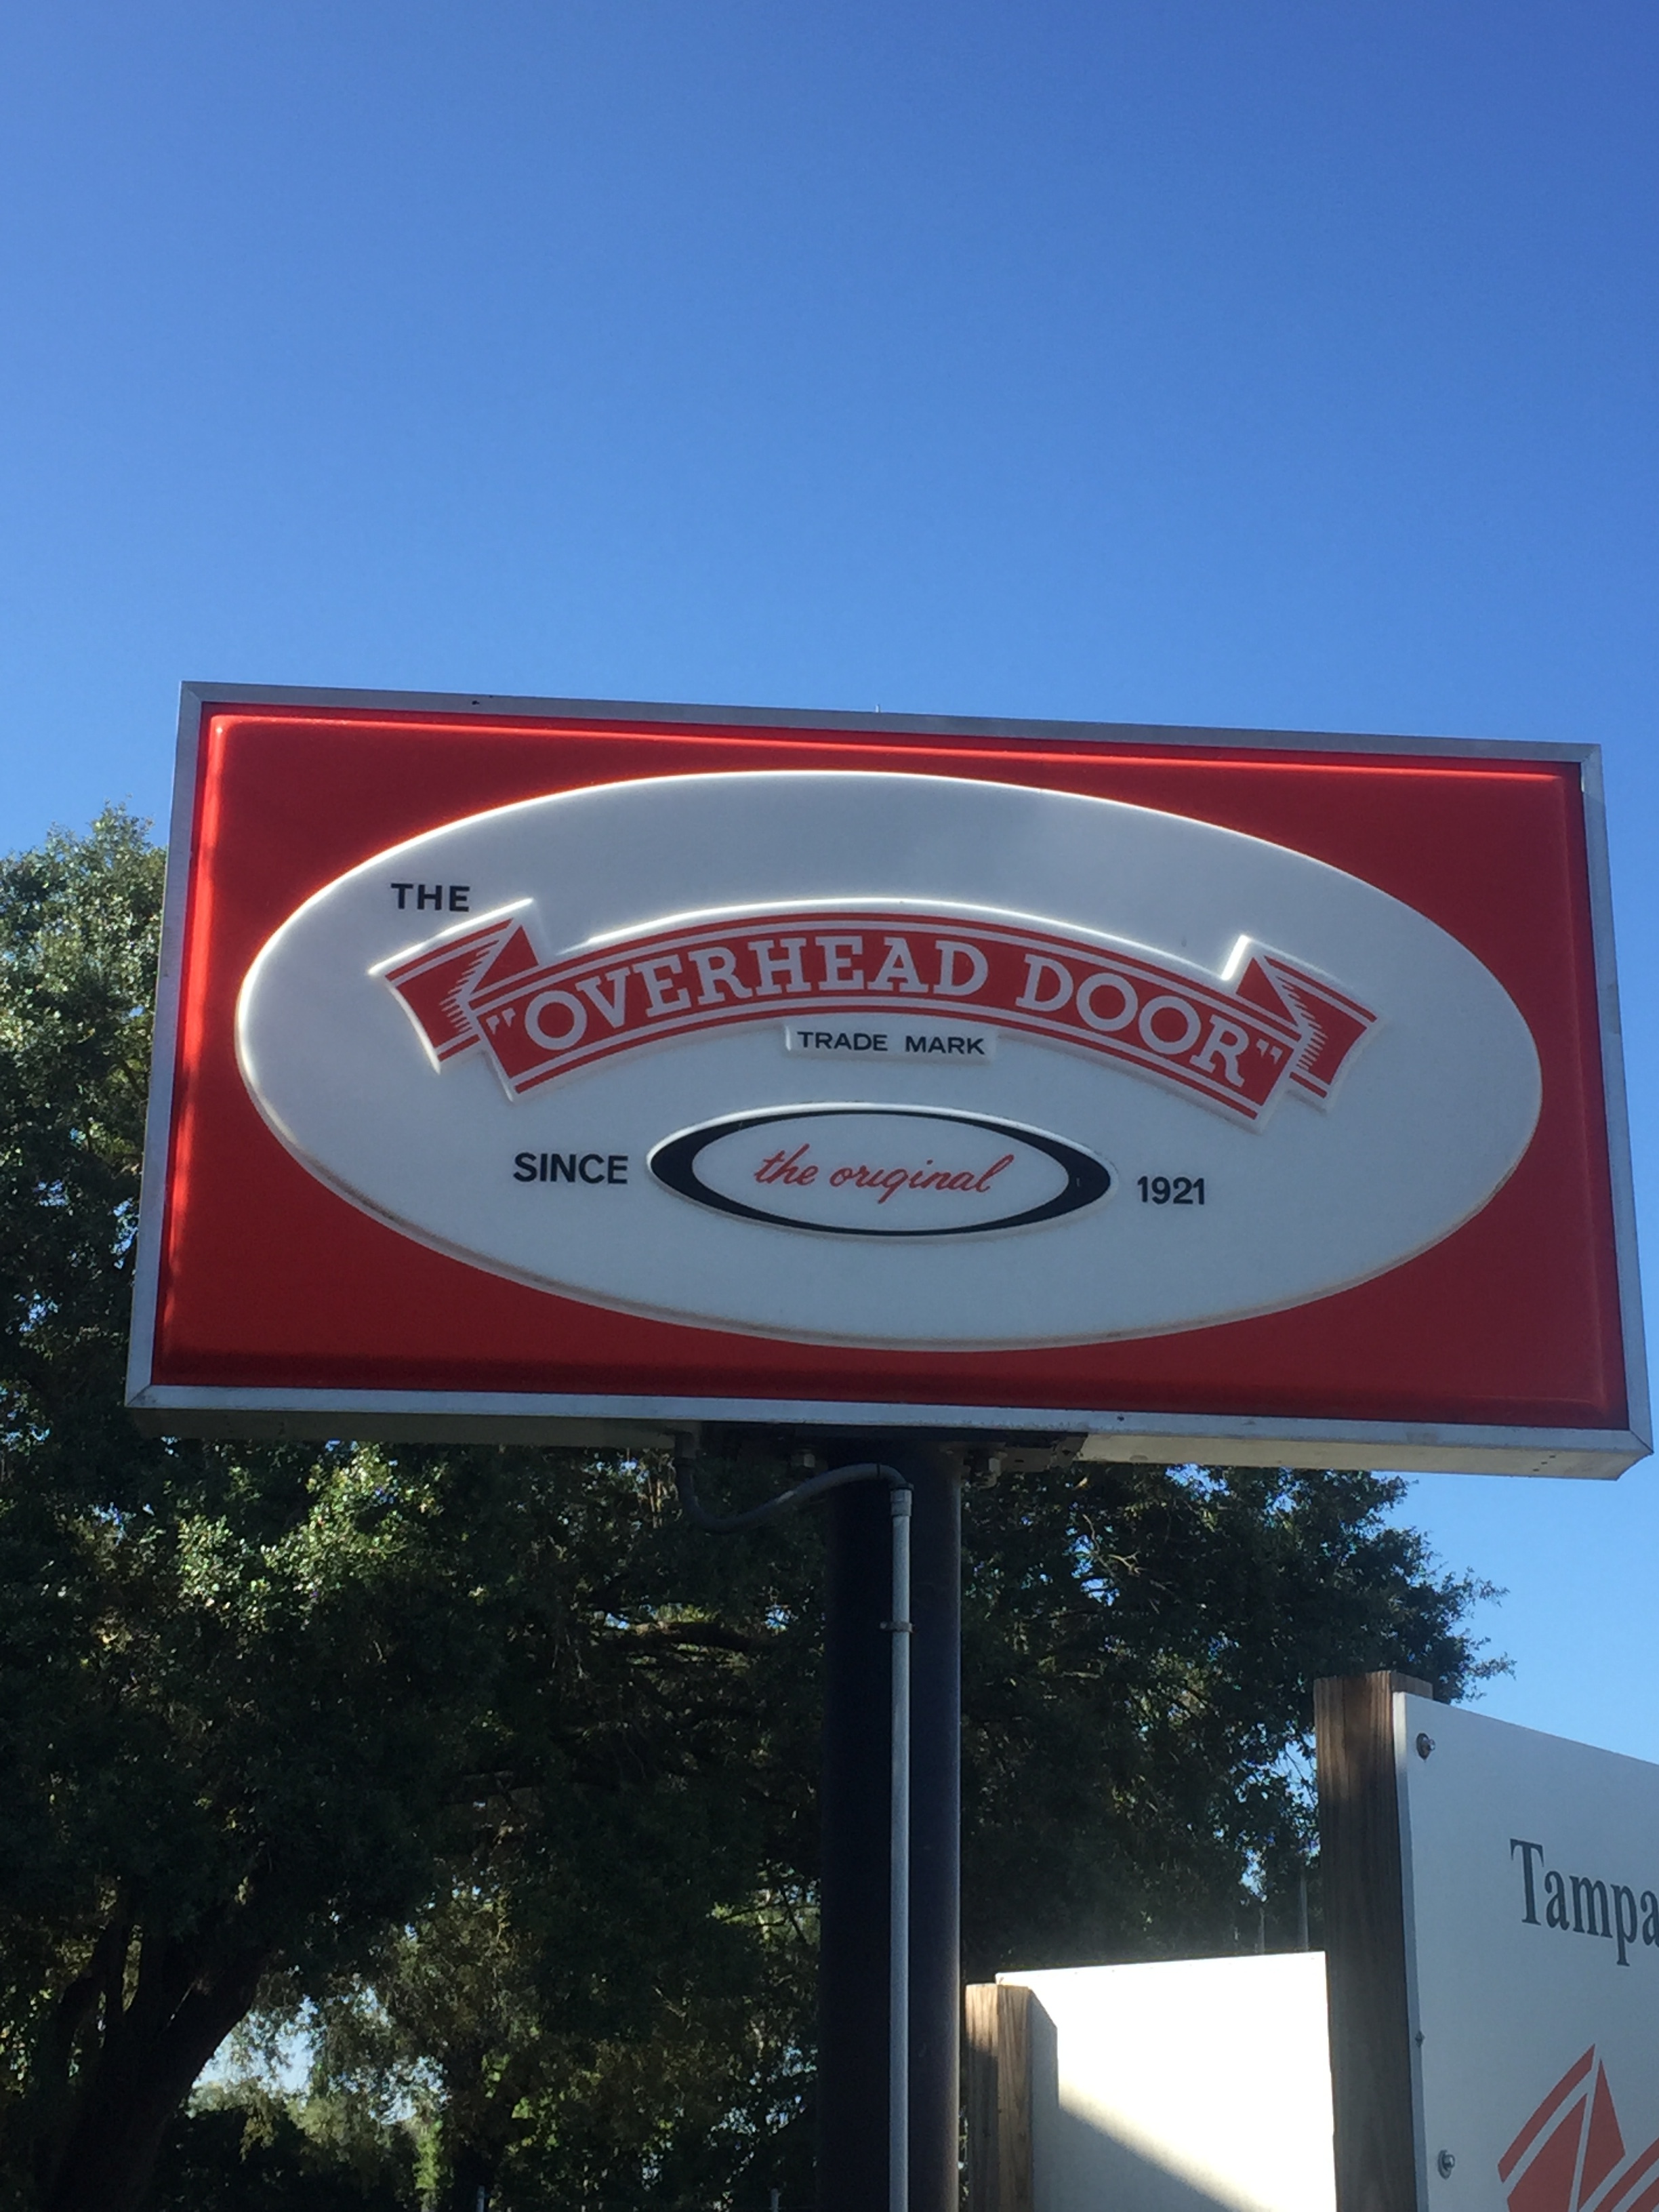 THE
"OVERHEAD DOOR"
TRADE MARK
SINCE the original 1921
Tampa